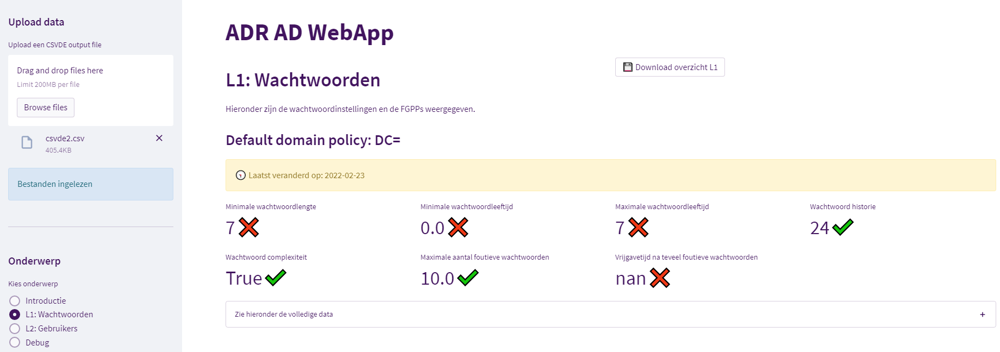 Upload data
Upload een CSVDE output file
Drag and drop files here
Limit 200MB per file
Browse files
csvde2.csv
405.4KB
Bestanden ingelezen
Onderwerp
Kies onderwerp
Introductie
L1: Wachtwoorden
L2: Gebruikers
Debug
ADR AD WebApp
Download overzicht L1
L1: Wachtwoorden
Hieronder zijn de wachtwoordinstellingen en de FGPPs weergegeven.
Default domain policy: DC=
Laatst veranderd op: 2022-02-23
Minimale wachtwoordlengte
7
Minimale wachtwoordleeftijd
0.0
Maximale wachtwoordleeftijd
7
Wachtwoord historie
24
Wachtwoord complexiteit
True
Maximale aantal foutieve wachtwoorden
10.0
Vrijgavetijd na teveel foutieve wachtwoorden
nan
Zie hieronder de volledige data